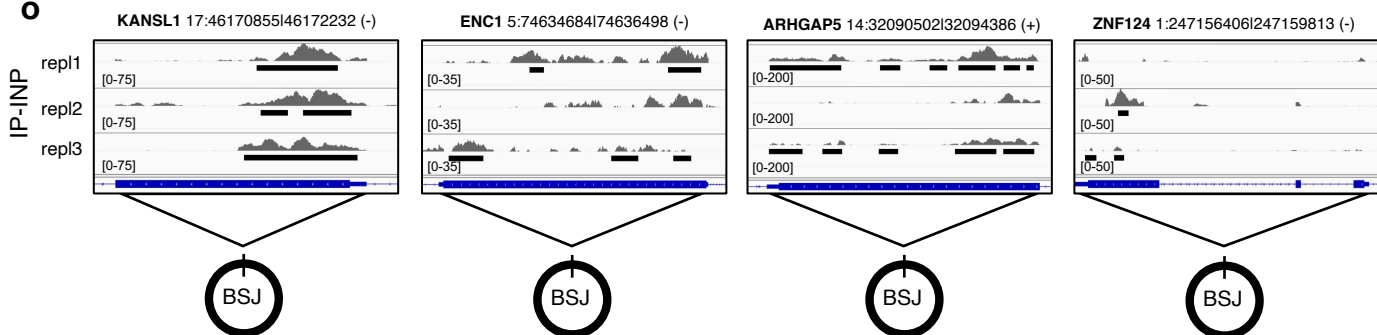 o
KANSL1 17:46170855|46172232 (-)
ENC1 5:74634684|74636498 (-)
ARHGAP5 14:32090502|32094386 (+)
ZNF124 1:247156406|247159813 (-)
IP-INP
repl1
[0-75]
[0-35]
[0-200]
[0-50]
repl2
[0-75]
[0-35]
[0-200]
[0-50]
repl3
[0-75]
[0-35]
[0-200]
[0-50]
BSJ
BSJ
BSJ
BSJ